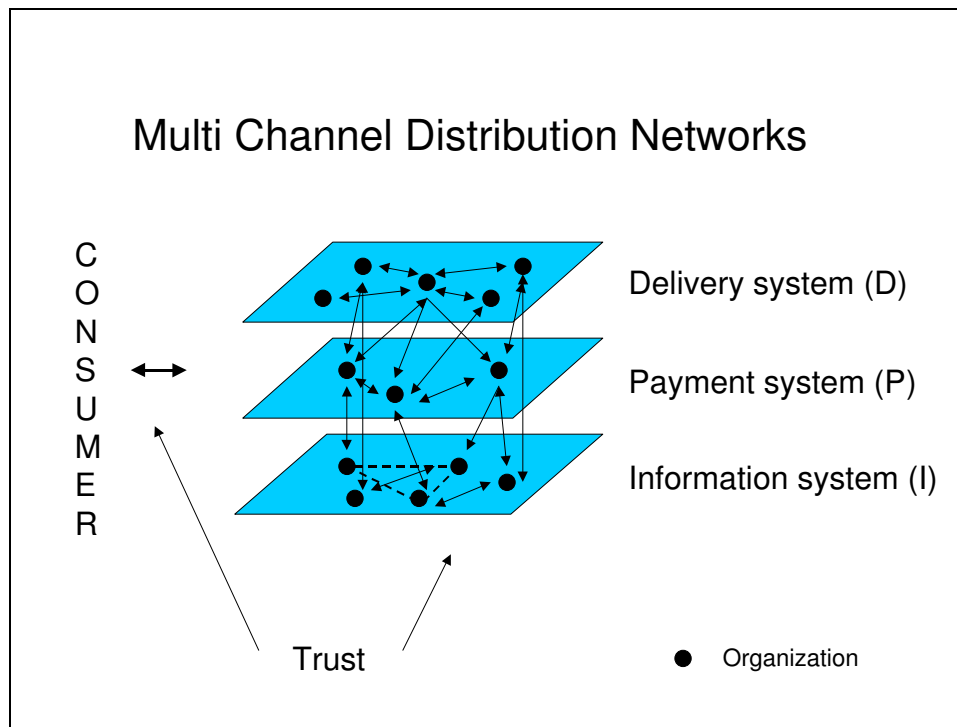 Multi Channel Distribution Networks
C
O
N
S
U
M
E
R
Delivery system (D)
Payment system (P)
Information system (I)
Trust
Organization